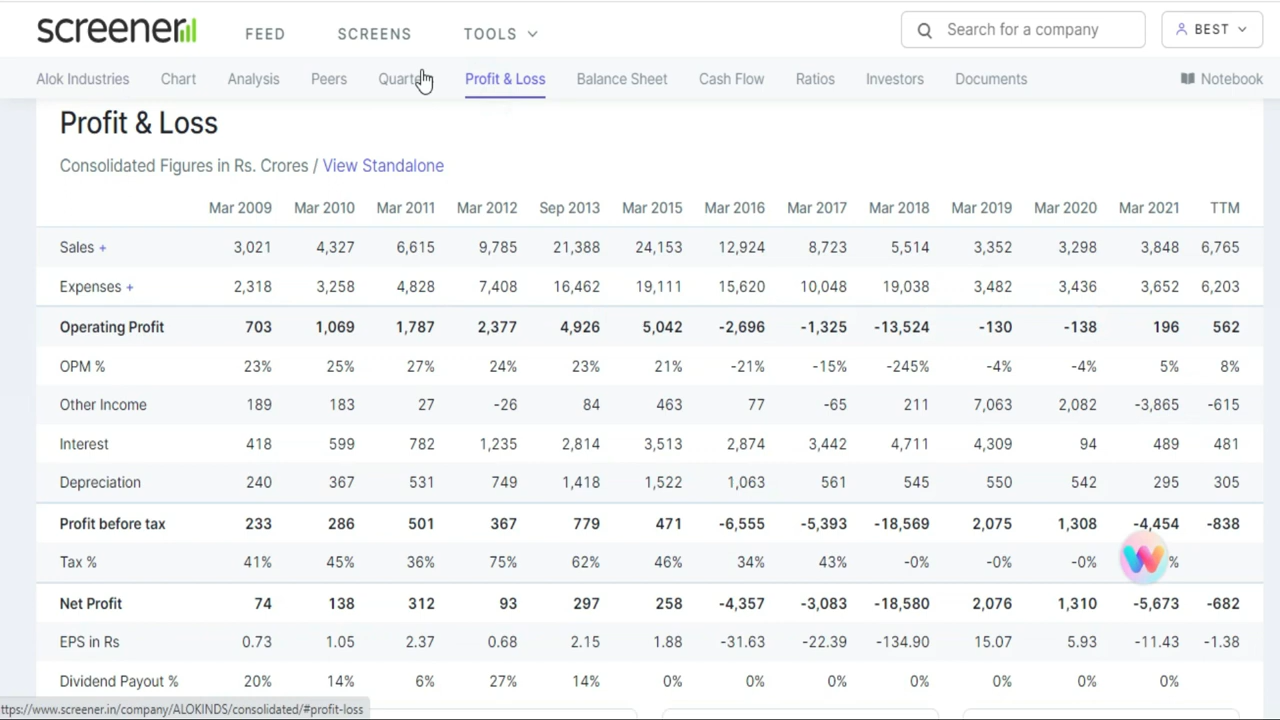 screener FEED SCREENS TOOLS Search for a company BEST
Alok Industries Chart Analysis Peers Profit & Loss Balance Sheet Cash Flow Ratios Investors Documents Notebook
Profit & Loss
Consolidated Figures in Rs. Crores / View Standalone
Mar 2009 Mar 2010 Mar 2011 Mar 2012 Sep 2013 Mar 2015 Mar 2016 Mar 2017 Mar 2018 Mar 2019 Mar 2020 Mar 2021 TTM
Sales + 3,021 4,327 6,615 9,785 21,388 24,153 12,924 8,723 5,514 3,352 3,298 3,848 6,765
Expenses + 2,318 3,258 4,828 7,408 16,462 19,111 15,620 10,048 19,038 3,482 3,436 3,652 6,203
Operating Profit 703 1,069 1,787 2,377 4,926 5,042 -2,696 -1,325 -13,524 -130 -138 196 562
OPM % 23% 25% 27% 24% 23% 21% -21% -15% -245% -4% -4% 5% 8%
Other Income 189 183 27 -26 84 463 77 -65 211 7,063 2,082 -3,865 -615
Interest 418 599 782 1,235 2,814 3,513 2,874 3,442 4,711 4,309 94 489 481
Depreciation 240 367 531 749 1,418 1,522 1,063 561 545 550 542 295 305
Profit before tax 233 286 501 367 779 471 -6,555 -5,393 -18,569 2,075 1,308 -4,454 -838
Tax % 41% 45% 36% 75% 62% 46% 34% 43% -0% -0% -0% %
Net Profit 74 138 312 93 297 258 -4,357 -3,083 -18,580 2,076 1,310 -5,673 -682
EPS in Rs 0.73 1.05 2.37 0.68 2.15 1.88 -31.63 -22.39 -134.90 15.07 5.93 -11.43 -1.38
Dividend Payout % 20% 14% 6% 27% 14% 0% 0% 0% 0% 0% 0% 0%
ttps://www.screener.in/company/ALOKINDS/consolidated/#profit-loss